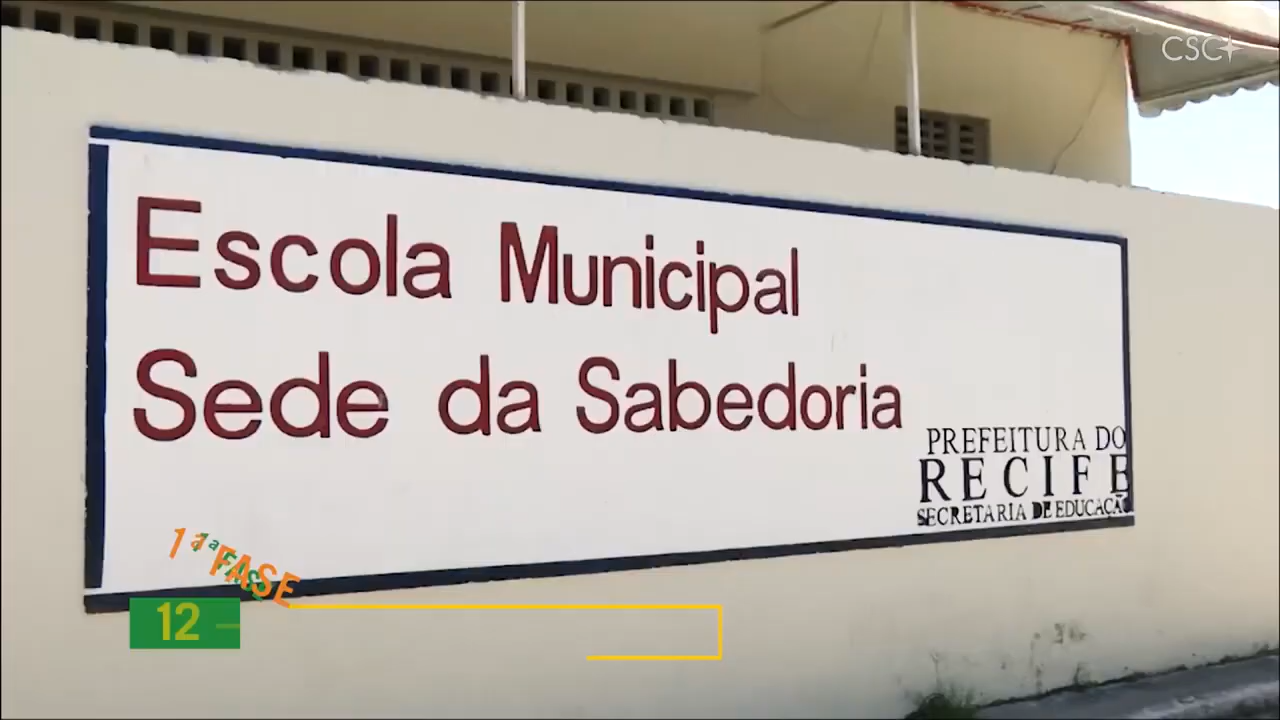 CSC
Escola Municipal
Sede da Sabedoria
PREFEITURA DO
RECIFE
SECRETARIA DE EDUCAÇÃO
1ª FASE
12